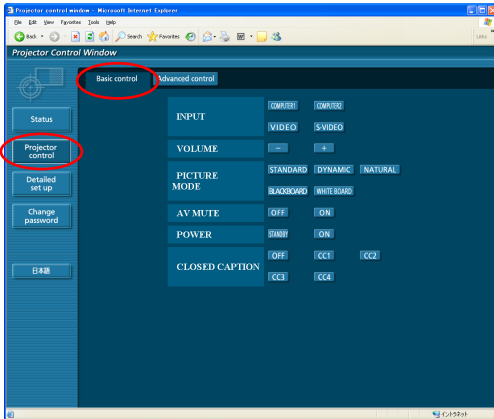 Projector control window - Microsoft Internet Explorer
File Edit View Favorites Tools Help
Back Search Favorites Links
Projector Control Window
Basic control Advanced control
Status
Projector
control
Detailed
set up
Change
password
日本語
INPUT COMPUTER1 COMPUTER2
VIDEO S-VIDEO
VOLUME - +
PICTURE
MODE
STANDARD DYNAMIC NATURAL
BLACKBOARD WHITE BOARD
AV MUTE OFF ON
POWER STANDBY ON
CLOSED CAPTION OFF CC1 CC2
CC3 CC4
イントラネット